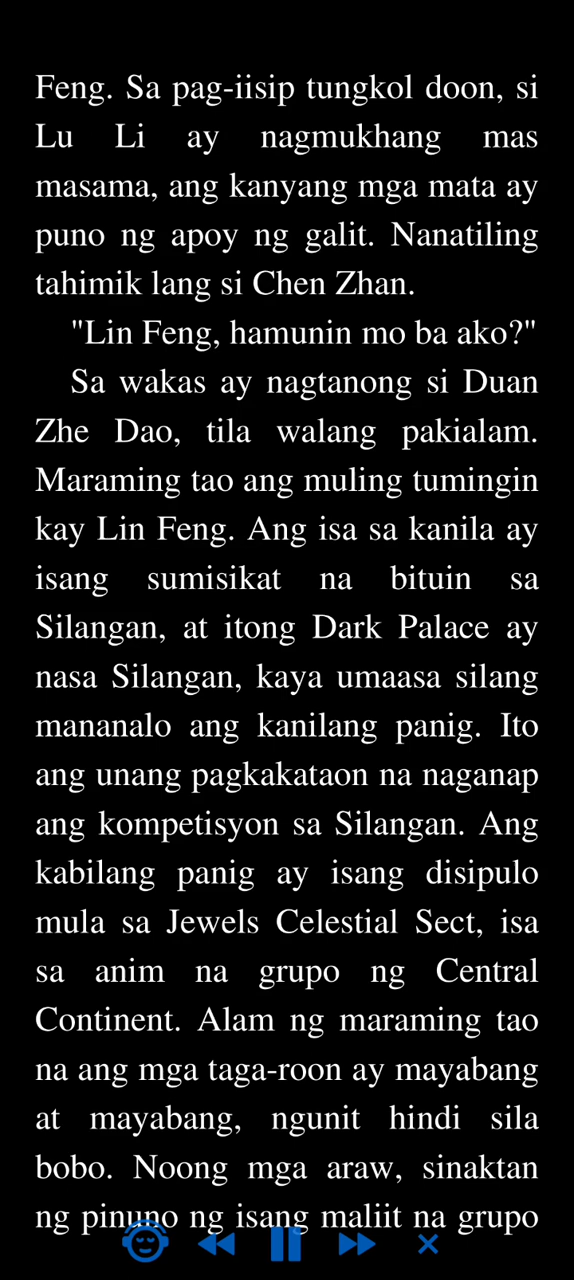 Feng. Sa pag-iisip tungkol doon, si
Lu Li ay nagmukhang mas
masama, ang kanyang mga mata ay
puno ng apoy ng galit. Nanatiling
tahimik lang si Chen Zhan.
"Lin Feng, hamunin mo ba ako?"
Sa wakas ay nagtanong si Duan
Zhe Dao, tila walang pakialam.
Maraming tao ang muling tumingin
kay Lin Feng. Ang isa sa kanila ay
isang sumisikat na bituin sa
Silangan, at itong Dark Palace ay
nasa Silangan, kaya umaasa silang
mananalo ang kanilang panig. Ito
ang unang pagkakataon na naganap
ang kompetisyon sa Silangan. Ang
kabilang panig ay isang disipulo
mula sa Jewels Celestial Sect, isa
sa anim na grupo ng Central
Continent. Alam ng maraming tao
na ang mga taga-roon ay mayabang
at mayabang, ngunit hindi sila
bobo. Noong mga araw, sinaktan
ng pinuno ng isang maliit na grupo